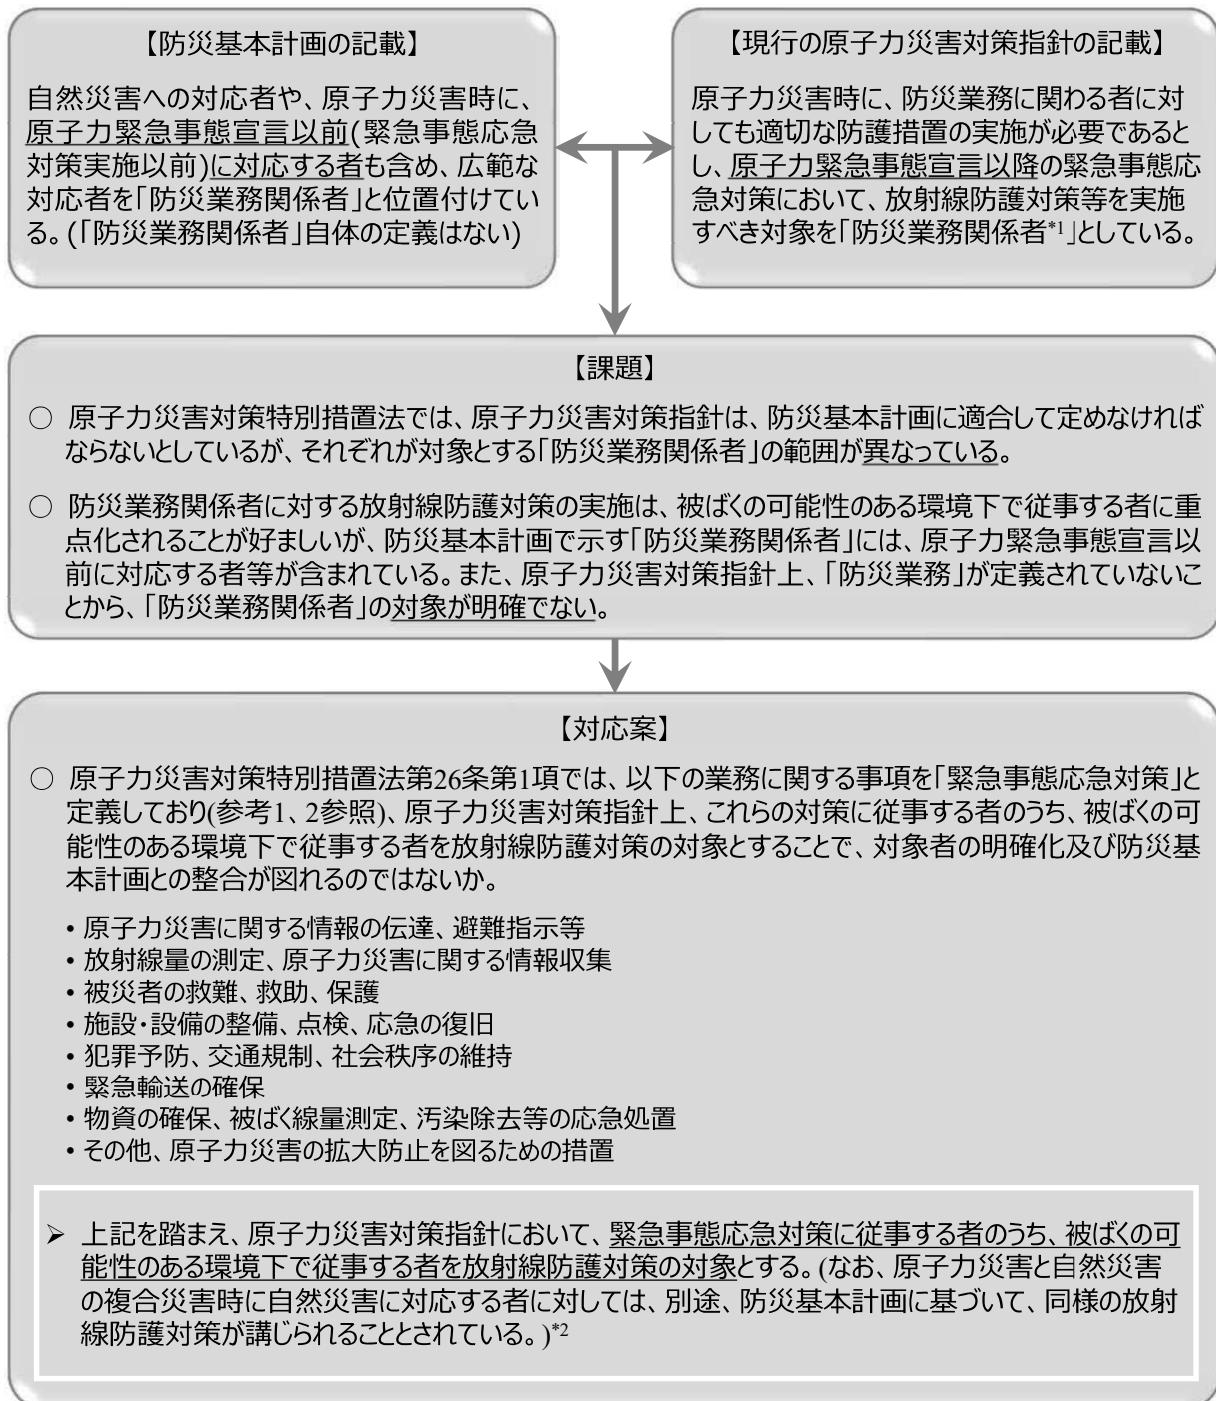 【防災基本計画の記載】
自然災害への対応者や、原子力災害時に、
原子力緊急事態宣言以前(緊急事態応急
対策実施以前)に対応する者も含め、広範な
対応者を「防災業務関係者」と位置付けてい
る。(「防災業務関係者」自体の定義はない)
【現行の原子力災害対策指針の記載】
原子力災害時に、防災業務に関わる者に対
しても適切な防護措置の実施が必要であると
し、原子力緊急事態宣言以降の緊急事態応
急対策において、放射線防護対策等を実施
すべき対象を「防災業務関係者*1」としている。
【課題】
○ 原子力災害対策特別措置法では、原子力災害対策指針は、防災基本計画に適合して定めなければ
ならないとしているが、それぞれが対象とする「防災業務関係者」の範囲が異なっている。
○ 防災業務関係者に対する放射線防護対策の実施は、被ばくの可能性のある環境下で従事する者に重
点化されることが好ましいが、防災基本計画で示す「防災業務関係者」には、原子力緊急事態宣言以
前に対応する者等が含まれている。また、原子力災害対策指針上、「防災業務」が定義されていないこ
とから、「防災業務関係者」の対象が明確でない。
【対応案】
○ 原子力災害対策特別措置法第26条第1項では、以下の業務に関する事項を「緊急事態応急対策」と
定義しており(参考1、2参照)、原子力災害対策指針上、これらの対策に従事する者のうち、被ばくの可
能性のある環境下で従事する者を放射線防護対策の対象とすることで、対象者の明確化及び防災基
本計画との整合が図れるのではないか。
• 原子力災害に関する情報の伝達、避難指示等
• 放射線量の測定、原子力災害に関する情報収集
• 被災者の救難、救助、保護
• 施設・設備の整備、点検、応急の復旧
• 犯罪予防、交通規制、社会秩序の維持
• 緊急輸送の確保
• 物資の確保、被ばく線量測定、汚染除去等の応急処置
• その他、原子力災害の拡大防止を図るための措置
➢ 上記を踏まえ、原子力災害対策指針において、緊急事態応急対策に従事する者のうち、被ばくの可
能性のある環境下で従事する者を放射線防護対策の対象とする。(なお、原子力災害と自然災害
の複合災害時に自然災害に対応する者に対しては、別途、防災基本計画に基づいて、同様の放射
線防護対策が講じられることとされている。)*2